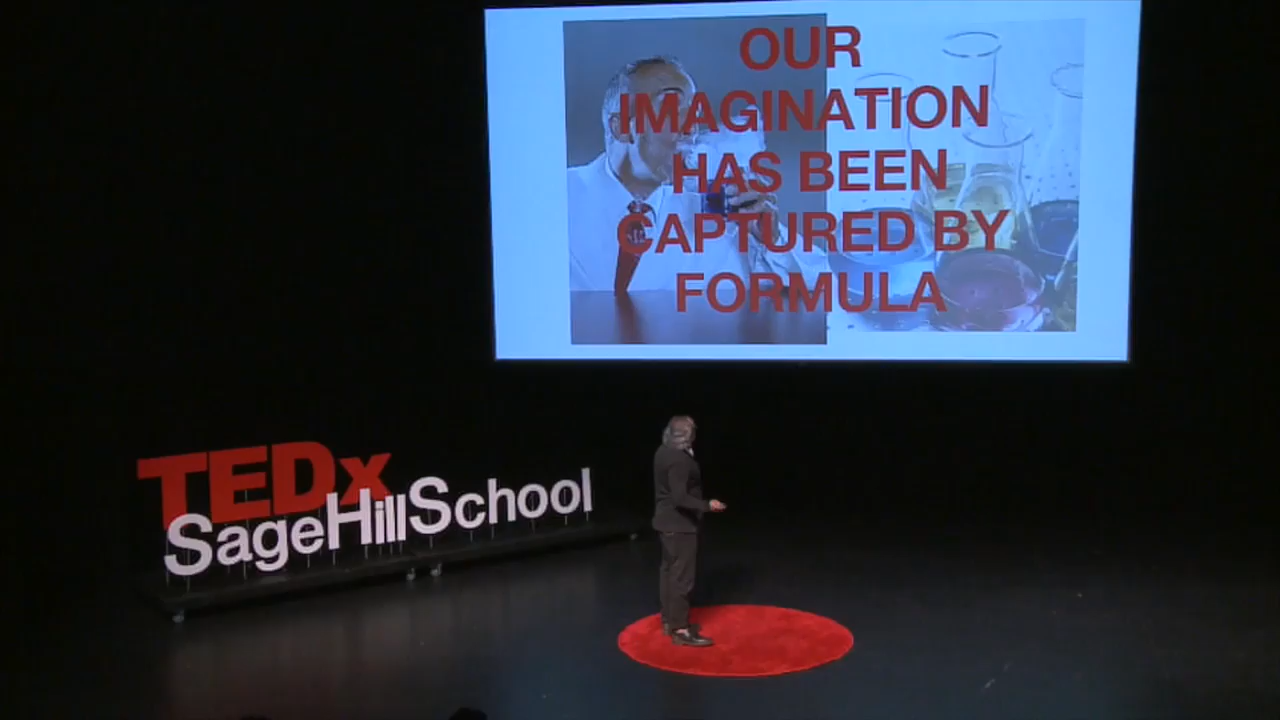 OUR
IMAGINATION
HAS BEEN
CAPTURED BY
FORMULA
TEDx
SageHillSchool